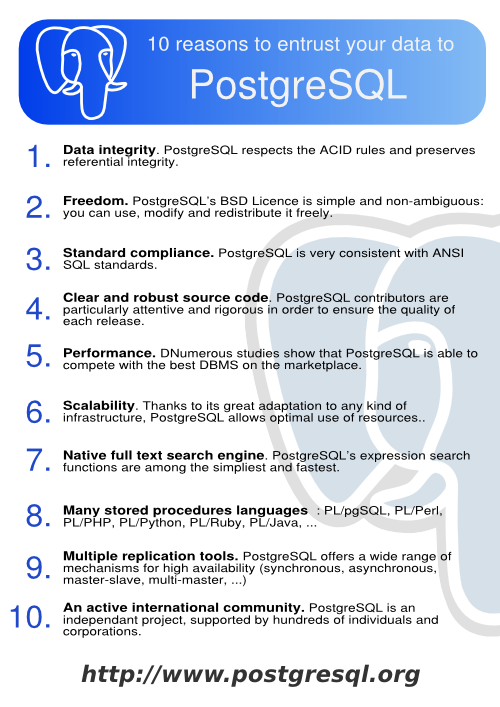 10 reasons to entrust your data to
PostgreSQL
1. Data integrity. PostgreSQL respects the ACID rules and preserves
referential integrity.
2. Freedom. PostgreSQL's BSD Licence is simple and non-ambiguous:
you can use, modify and redistribute it freely.
3. Standard compliance. PostgreSQL is very consistent with ANSI
SQL standards.
4. Clear and robust source code. PostgreSQL contributors are
particularly attentive and rigorous in order to ensure the quality of
each release.
5. Performance. DNumerous studies show that PostgreSQL is able to
compete with the best DBMS on the marketplace.
6. Scalability. Thanks to its great adaptation to any kind of
infrastructure, PostgreSQL allows optimal use of resources..
7. Native full text search engine. PostgreSQL's expression search
functions are among the simpliest and fastest.
8. Many stored procedures languages : PL/pgSQL, PL/Perl,
PL/PHP, PL/Python, PL/Ruby, PL/Java, ...
9. Multiple replication tools. PostgreSQL offers a wide range of
mechanisms for high availability (synchronous, asynchronous,
master-slave, multi-master, ...)
10. An active international community. PostgreSQL is an
independant project, supported by hundreds of individuals and
corporations.
http://www.postgresql.org